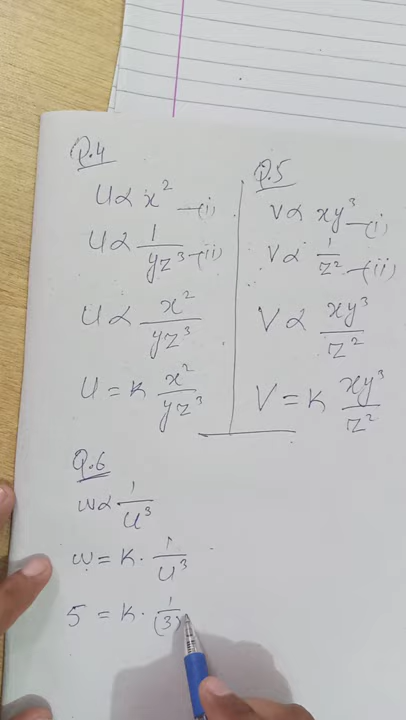 Q.4
U ∝ x² —(i)
U ∝ 1/yz³ —(ii)
U ∝ x²/yz³
U = K x²/yz³
Q.5
V ∝ xy³ —(i)
V ∝ 1/z² —(ii)
V ∝ xy³/z²
V = K xy³/z²
Q.6
W ∝ 1/U³
W = K · 1/U³
5 = K · 1/(3)